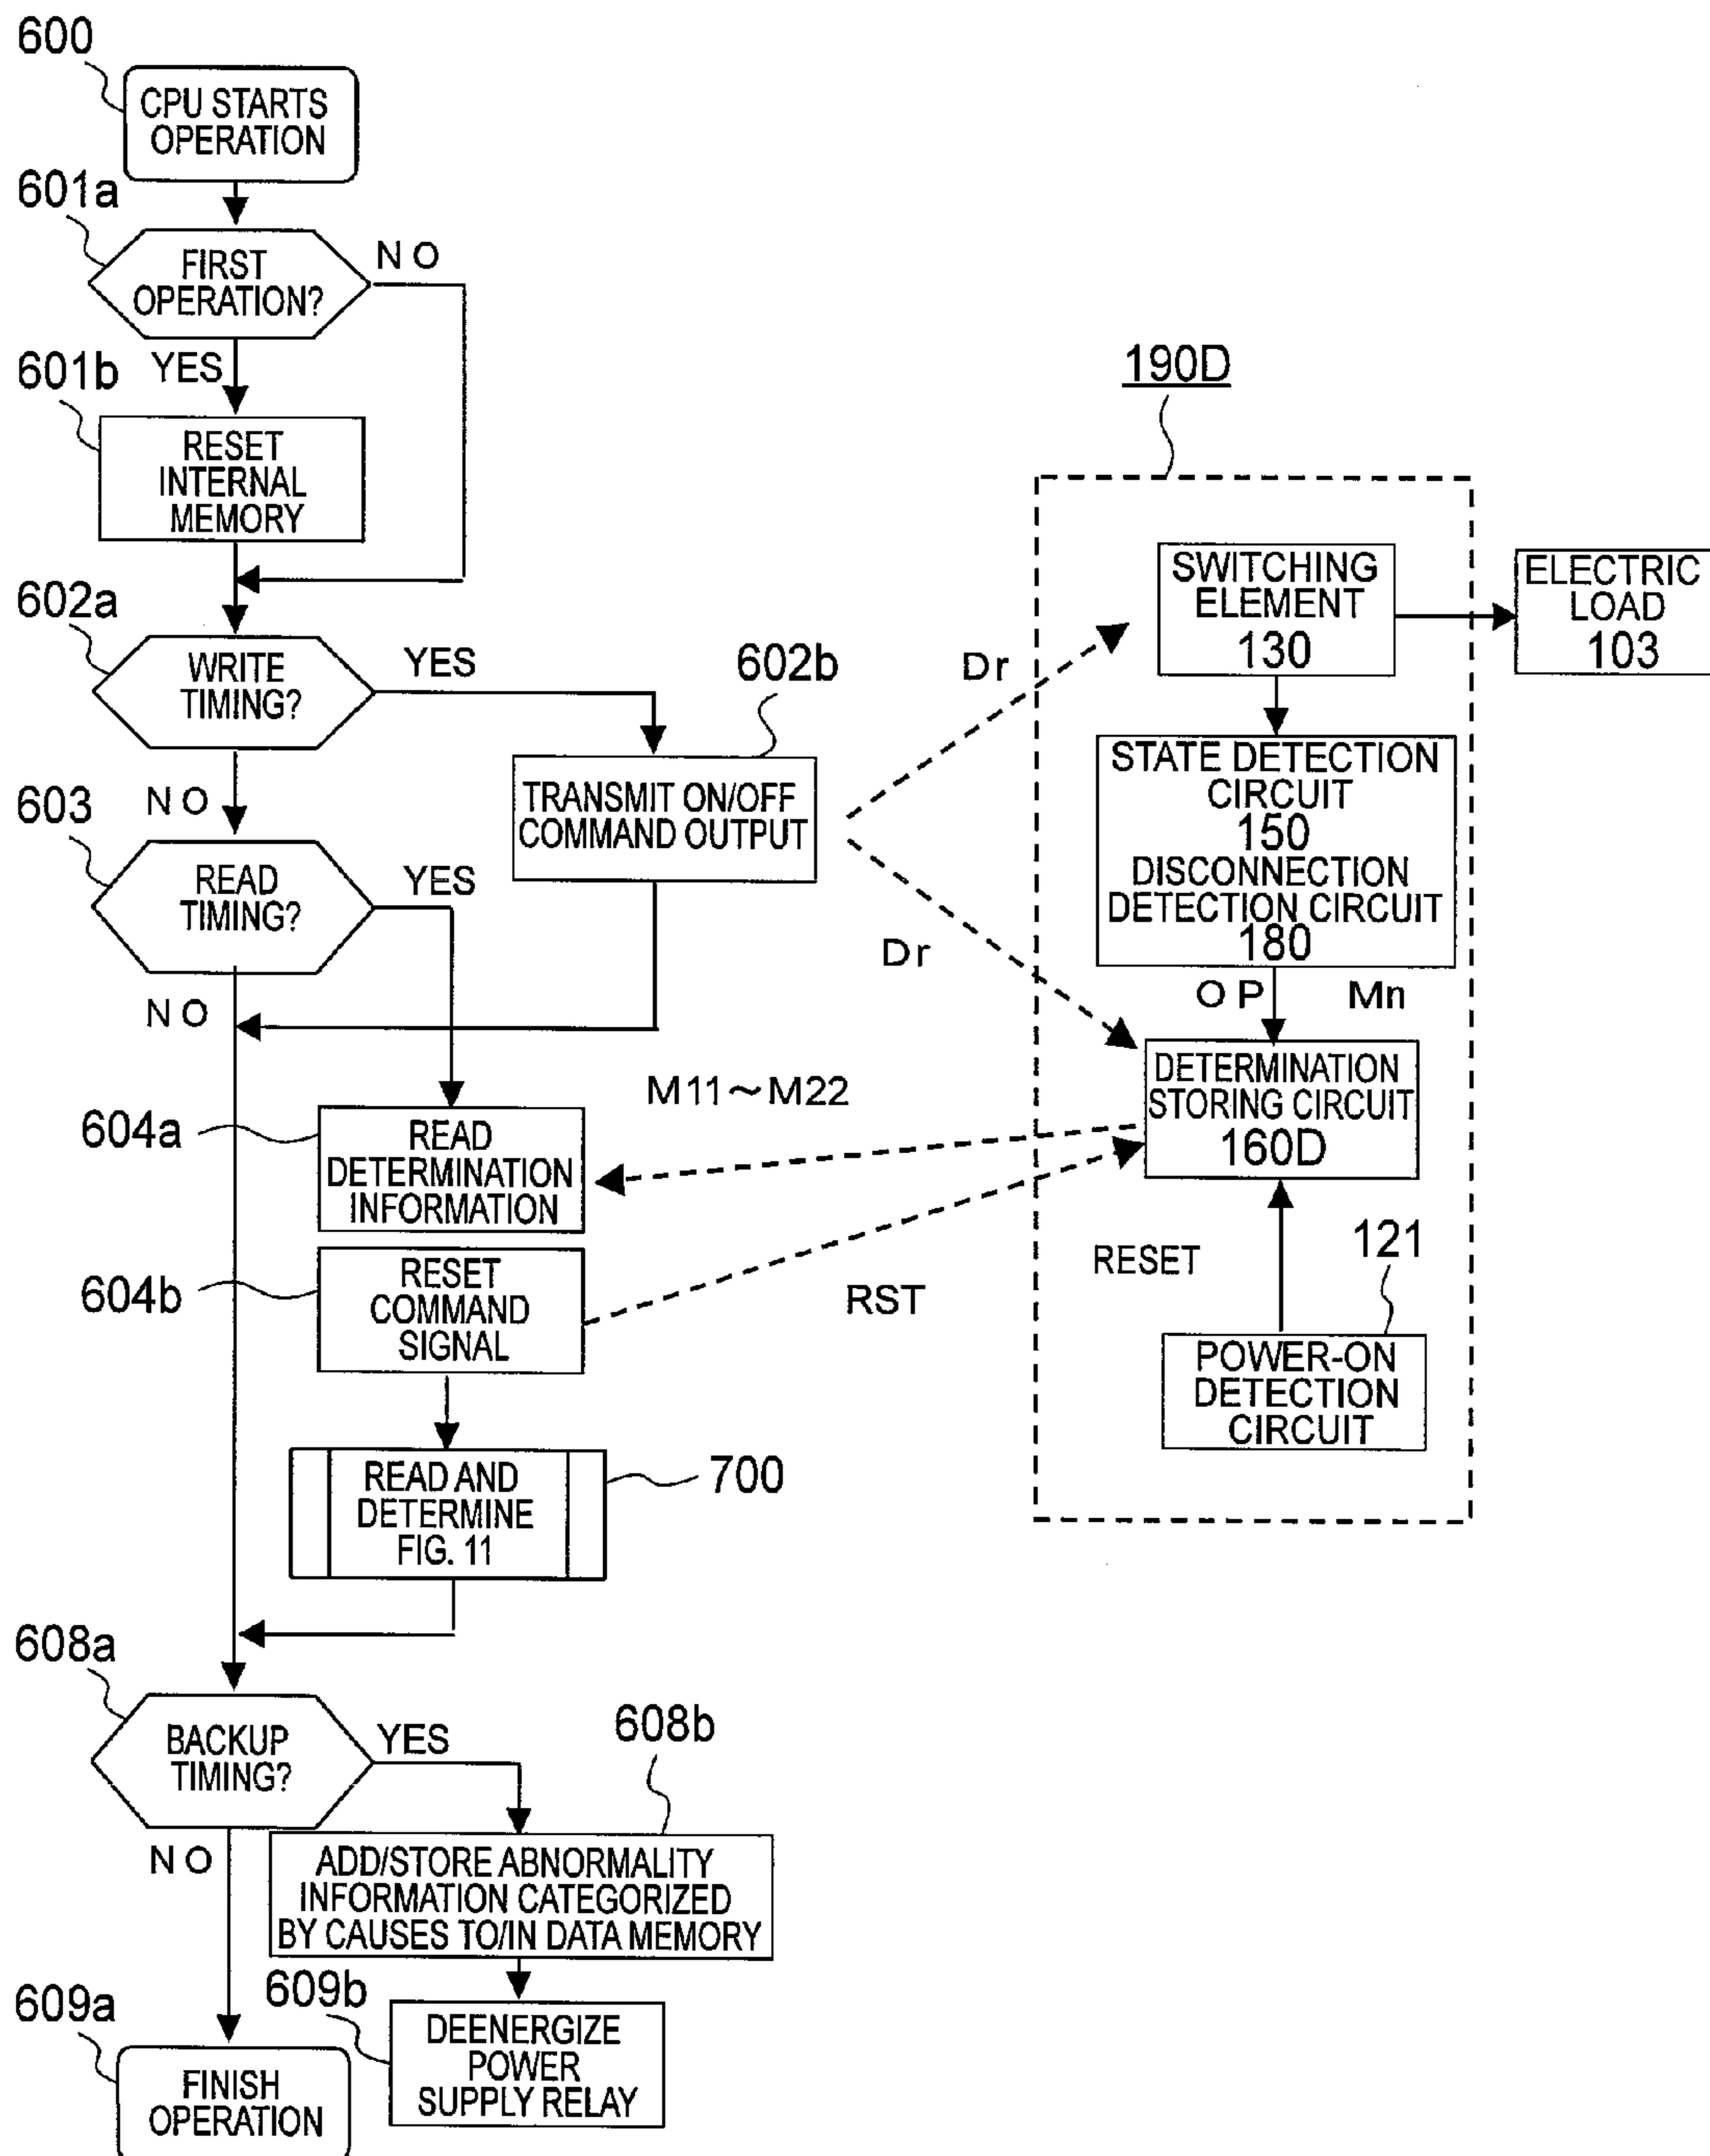 600
CPU STARTS
OPERATION
601a
FIRST
OPERATION?
NO
YES
601b
RESET
INTERNAL
MEMORY
602a
WRITE
TIMING?
YES
NO
602b
TRANSMIT ON/OFF
COMMAND OUTPUT
603
READ
TIMING?
YES
NO
604a
READ
DETERMINATION
INFORMATION
604b
RESET
COMMAND
SIGNAL
700
READ AND
DETERMINE
FIG. 11
608a
BACKUP
TIMING?
YES
NO
608b
ADD/STORE ABNORMALITY
INFORMATION CATEGORIZED
BY CAUSES TO/IN DATA MEMORY
609a
FINISH
OPERATION
609b
DEENERGIZE
POWER
SUPPLY RELAY
190D
Dr
Dr
M11～M22
RST
SWITCHING
ELEMENT
130
ELECTRIC
LOAD
103
STATE DETECTION
CIRCUIT
150
DISCONNECTION
DETECTION CIRCUIT
180
OP Mn
DETERMINATION
STORING CIRCUIT
160D
RESET
121
POWER-ON
DETECTION
CIRCUIT